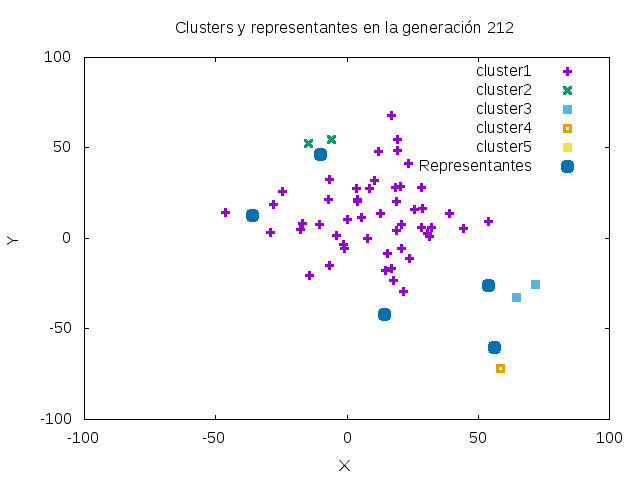 Clusters y representantes en la generación 212
100
cluster1
cluster2
cluster3
50
cluster4
cluster5
Representantes
Y
0
-50
-100
-100
-50
0
50
100
X